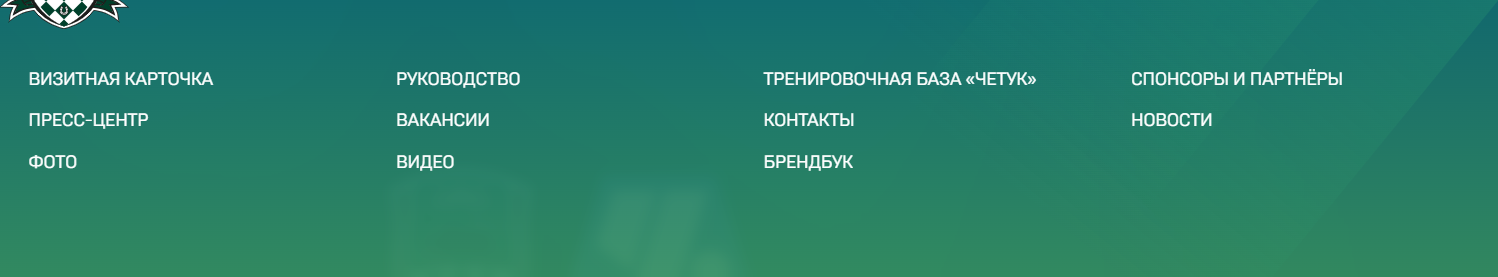 ВИЗИТНАЯ КАРТОЧКА
РУКОВОДСТВО
ТРЕНИРОВОЧНАЯ БАЗА «ЧЕТУК»
СПОНСОРЫ И ПАРТНЁРЫ
ПРЕСС-ЦЕНТР
ВАКАНСИИ
КОНТАКТЫ
НОВОСТИ
ФОТО
ВИДЕО
БРЕНДБУК